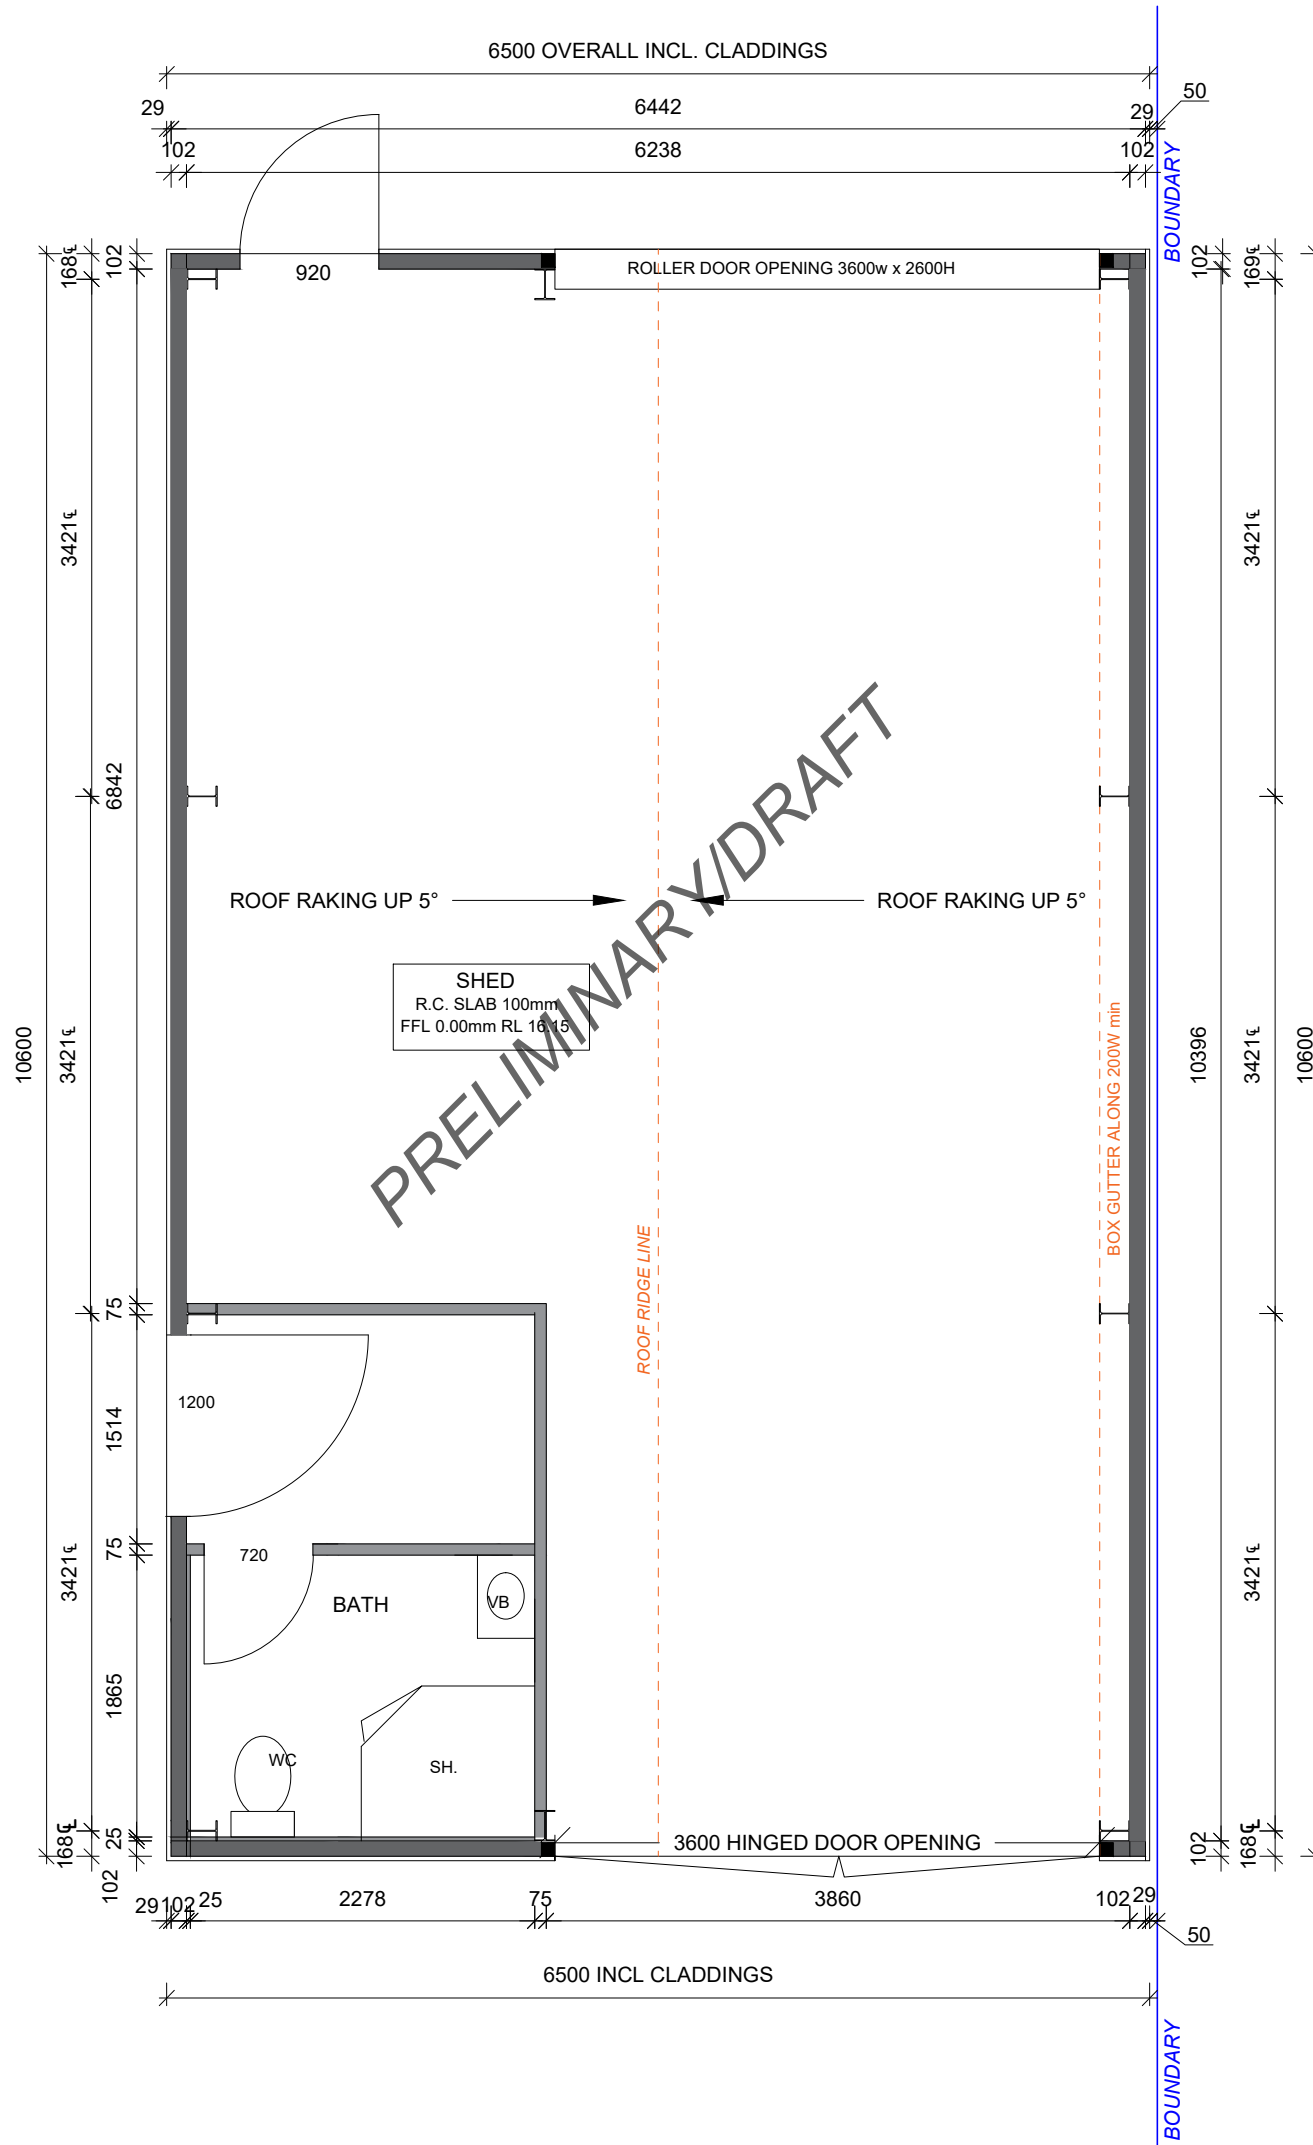 6500 OVERALL INCL. CLADDINGS
29 6442 29 50
102 6238 102
BOUNDARY
168℄ 102 920 ROLLER DOOR OPENING 3600w x 2600H 102 169℄
3421℄ 3421℄
6842
ROOF RAKING UP 5° ROOF RAKING UP 5°
PRELIMINARY/DRAFT
SHED
R.C. SLAB 100mm
FFL 0.00mm RL 16.15
10600 3421℄ 10396 3421℄ 10600
BOX GUTTER ALONG 200W min
ROOF RIDGE LINE
75
1200
1514
75 720
3421℄ 3421℄
BATH VB
1865
WC SH.
168℄ 25 3600 HINGED DOOR OPENING 102 168℄
102
29 102 25 2278 75 3860 102 29
50
6500 INCL CLADDINGS
BOUNDARY